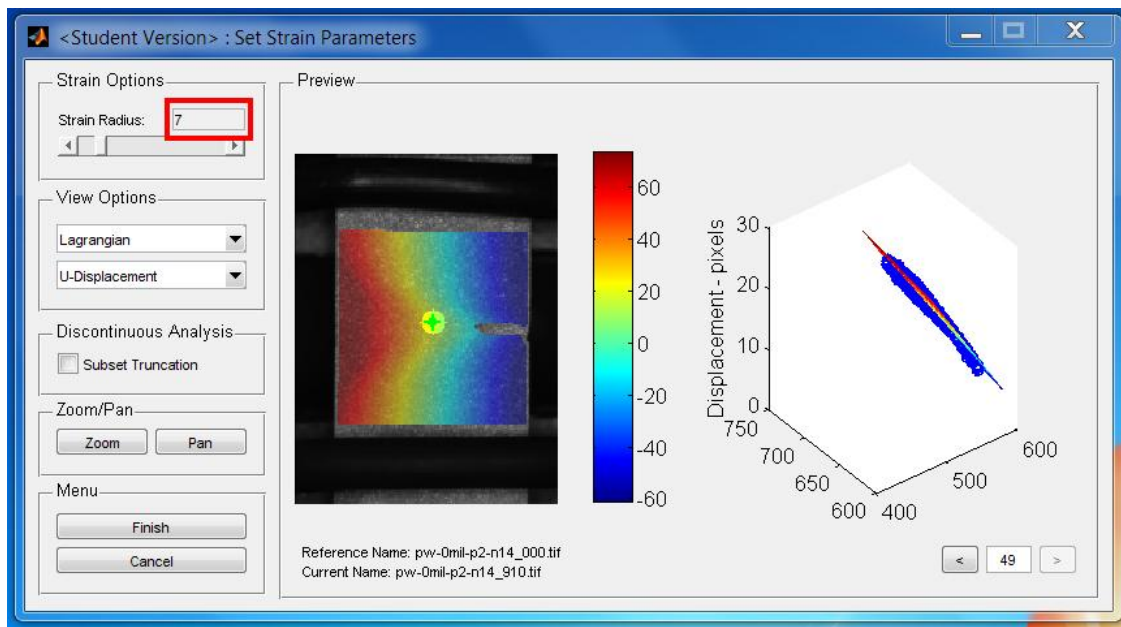 <Student Version> : Set Strain Parameters
Strain Options
Strain Radius: 7
View Options
Lagrangian
U-Displacement
Discontinuous Analysis
Subset Truncation
Zoom/Pan
Zoom Pan
Menu
Finish
Cancel
Preview
60
40
20
0
-20
-40
-60
Displacement - pixels
30
20
10
0
750
700
650
600
400
500
600
Reference Name: pw-0mil-p2-n14_000.tif
Current Name: pw-0mil-p2-n14_910.tif
< 49 >